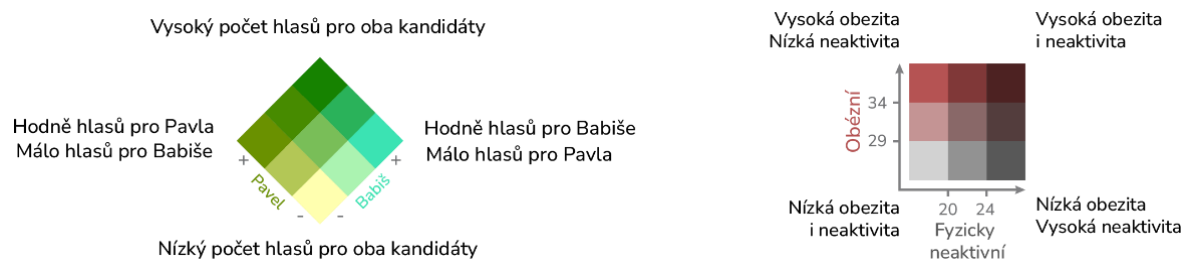 Vysoký počet hlasů pro oba kandidáty
Hodně hlasů pro Pavla
Málo hlasů pro Babiše
Hodně hlasů pro Babiše
Málo hlasů pro Pavla
+
+
Pavel
Babiš
-
-
Nízký počet hlasů pro oba kandidáty
Vysoká obezita
Nízká neaktivita
Vysoká obezita
i neaktivita
Obézní
34
29
Nízká obezita
i neaktivita
20
24
Fyzicky
neaktivní
Nízká obezita
Vysoká neaktivita